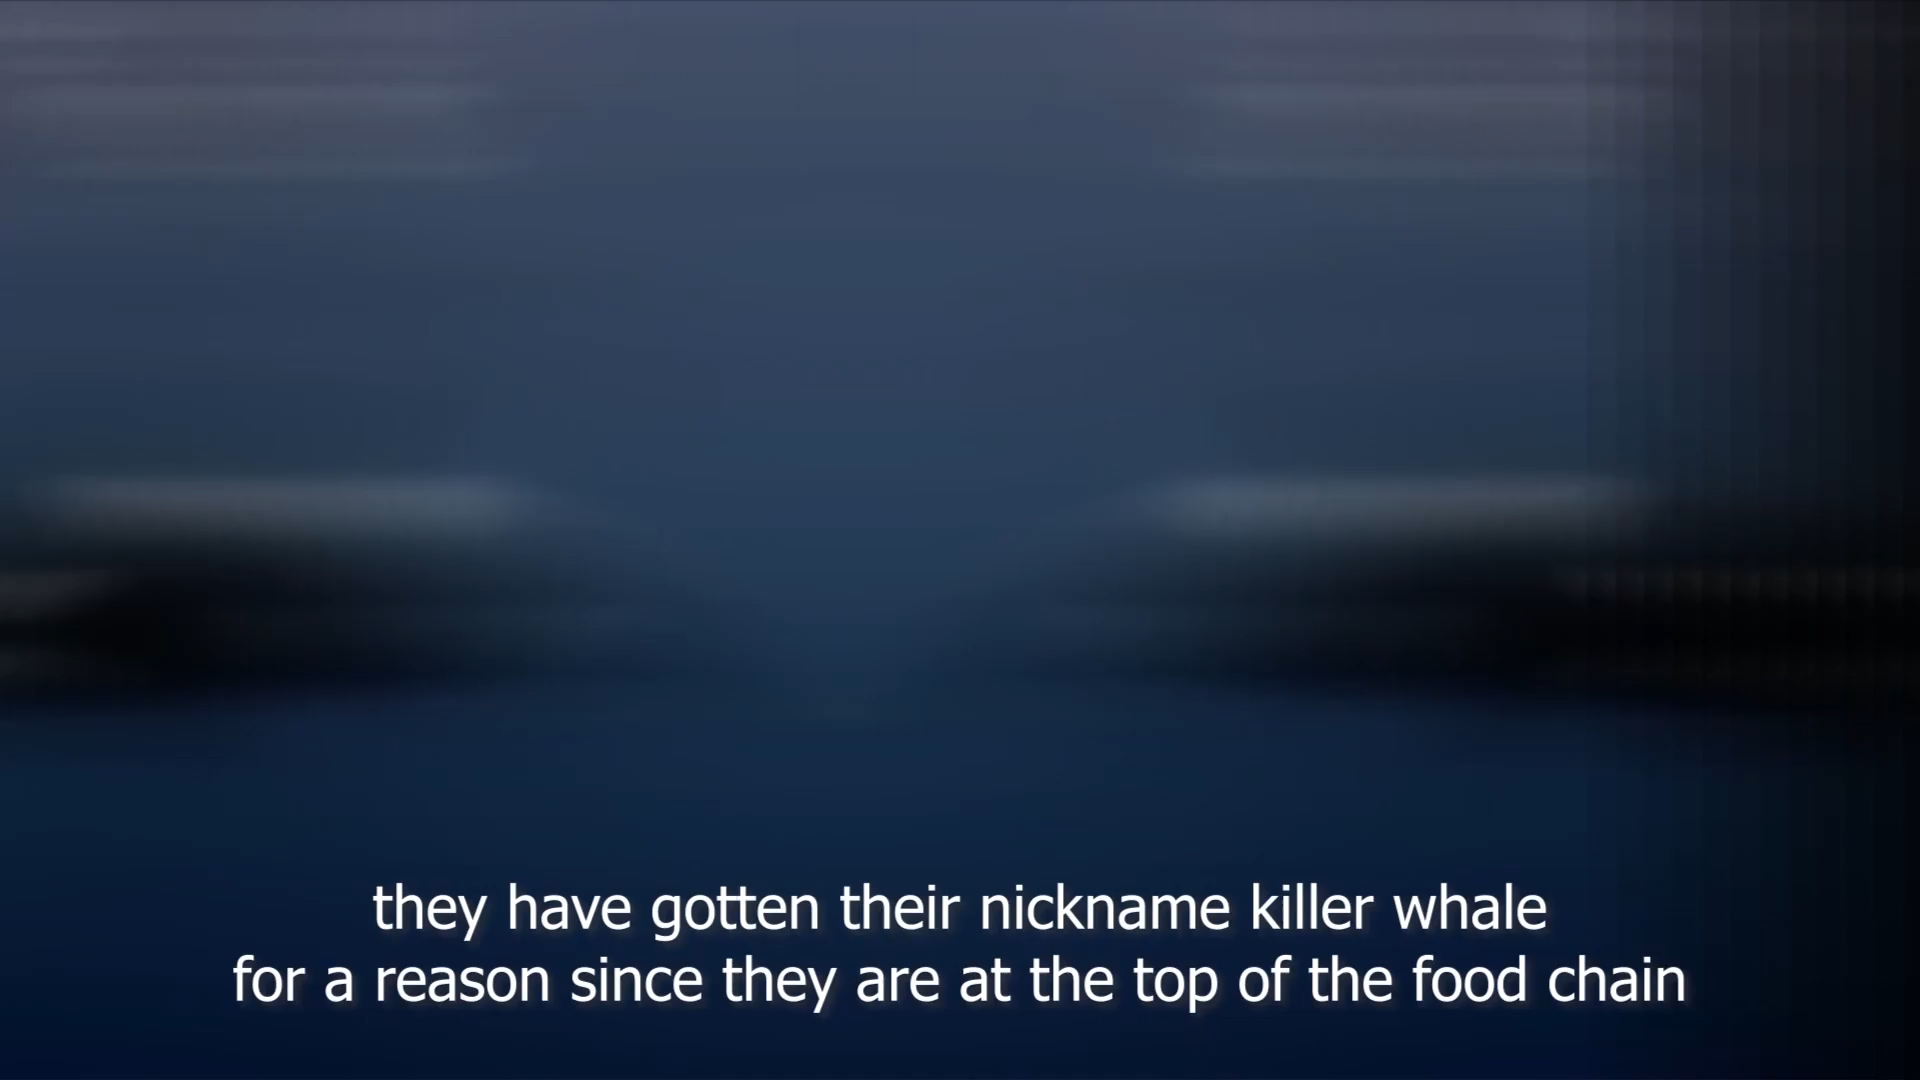 they have gotten their nickname killer whale
for a reason since they are at the top of the food chain